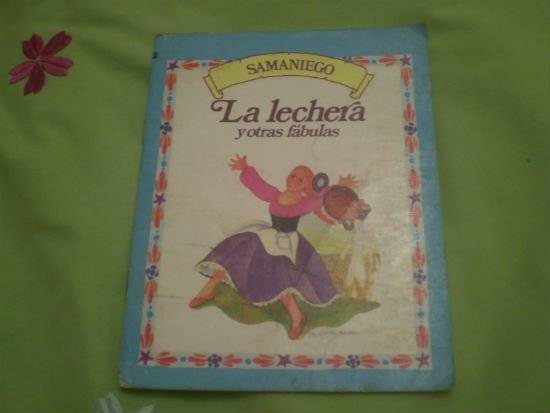 SAMANIEGO
La lechera
y otras fábulas